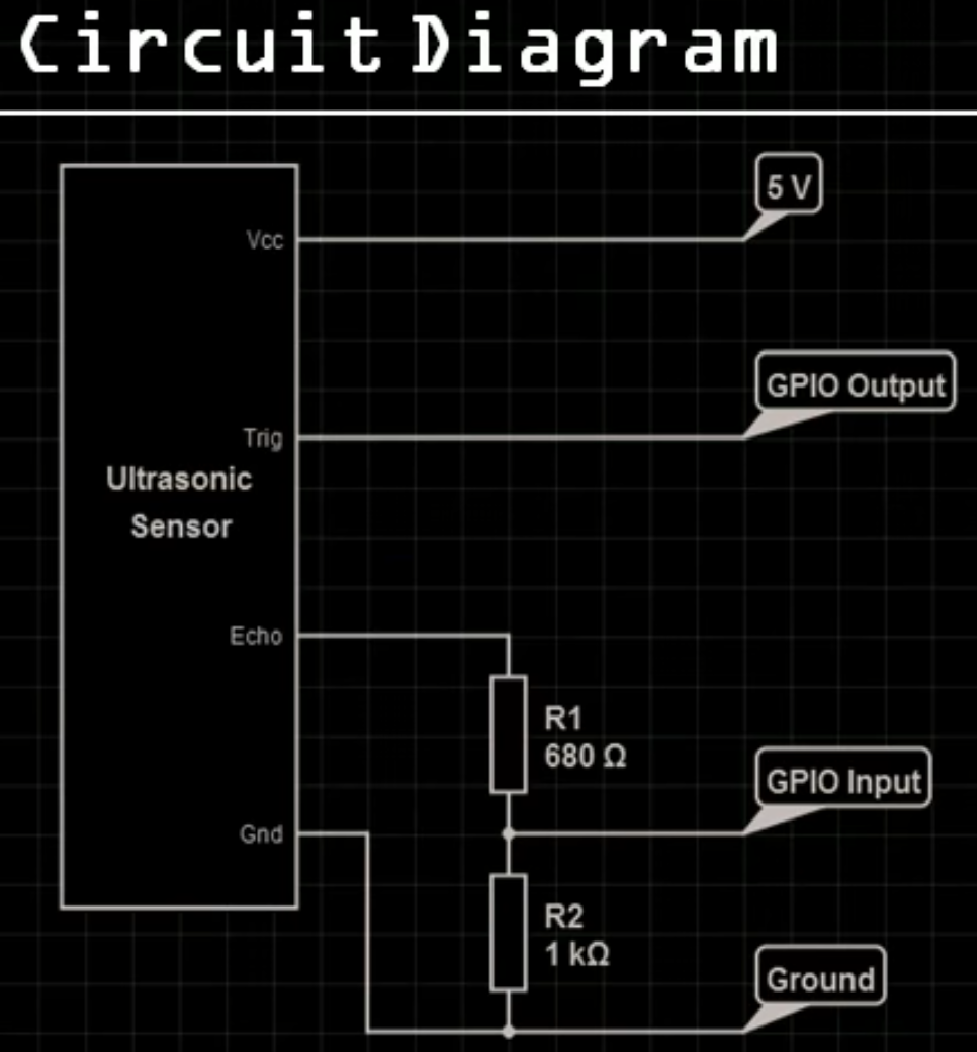 Circuit Diagram
5 V
Vcc
GPIO Output
Trig
Ultrasonic
Sensor
Echo
R1
680 Ω
GPIO Input
Gnd
R2
1 kΩ
Ground